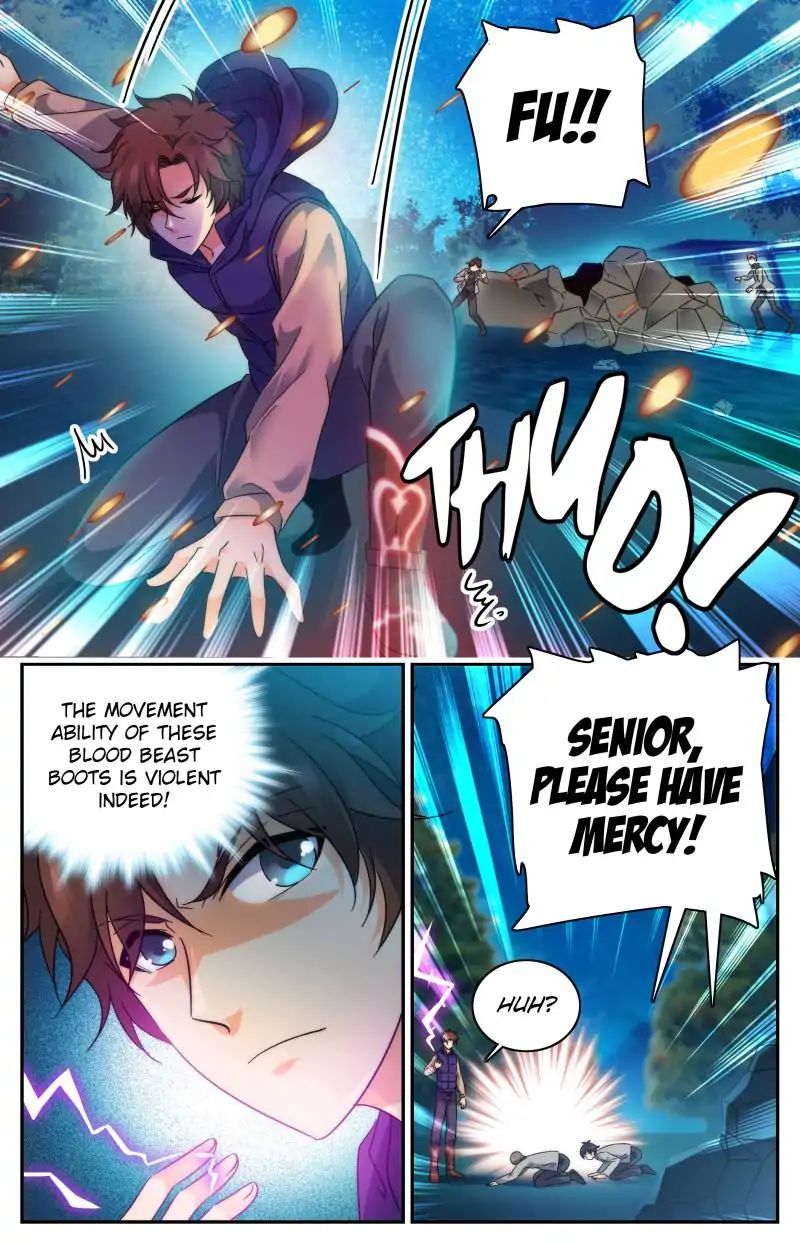 FU!!
THUD!
THE MOVEMENT
ABILITY OF THESE
BLOOD BEAST
BOOTS IS VIOLENT
INDEED!
SENIOR,
PLEASE HAVE
MERCY!
HUH?